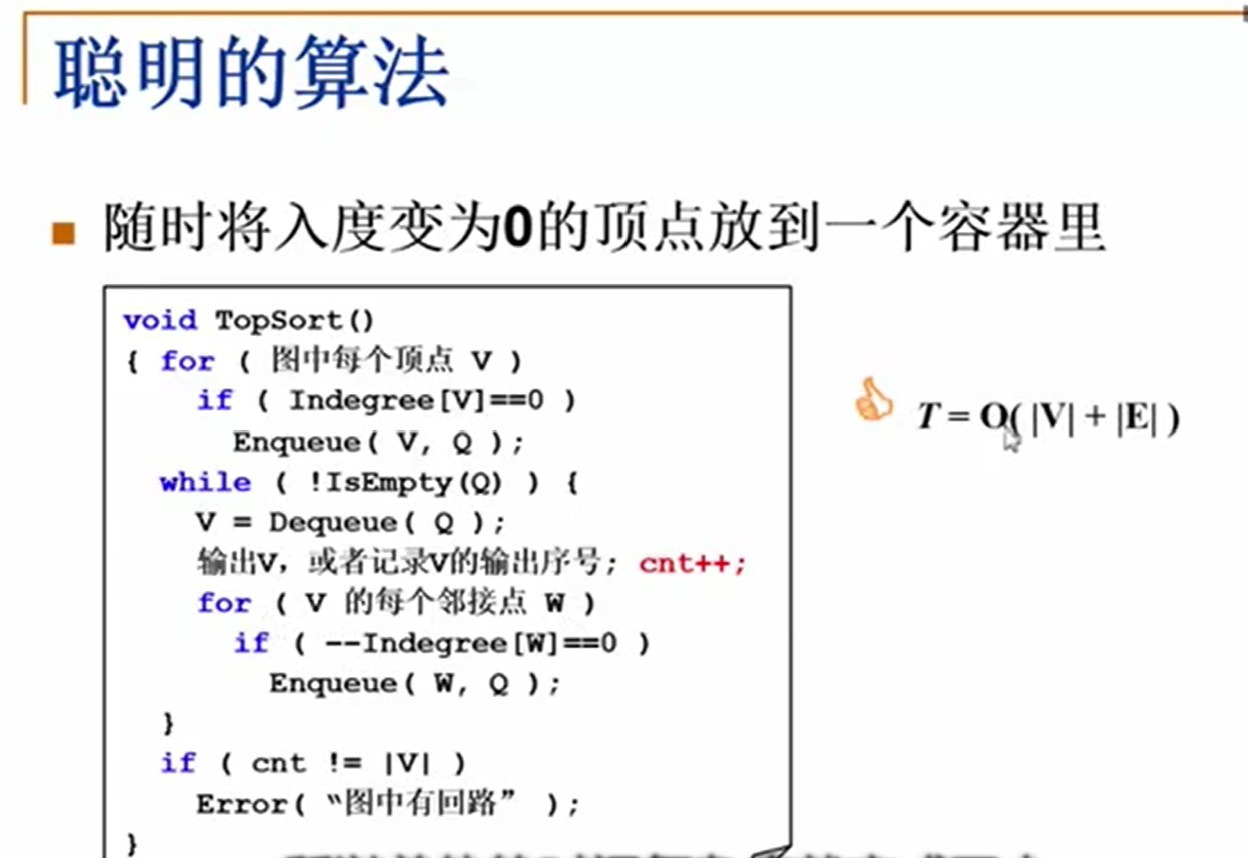 聪明的算法
随时将入度变为0的顶点放到一个容器里
void TopSort()
{ for ( 图中每个顶点 V )
if ( Indegree[V]==0 )
Enqueue( V, Q );
while ( !IsEmpty(Q) ) {
V = Dequeue( Q );
输出V，或者记录V的输出序号; cnt++;
for ( V 的每个邻接点 W )
if ( --Indegree[W]==0 )
Enqueue( W, Q );
}
if ( cnt != |V| )
Error( “图中有回路” );
}
T = O( |V| + |E| )